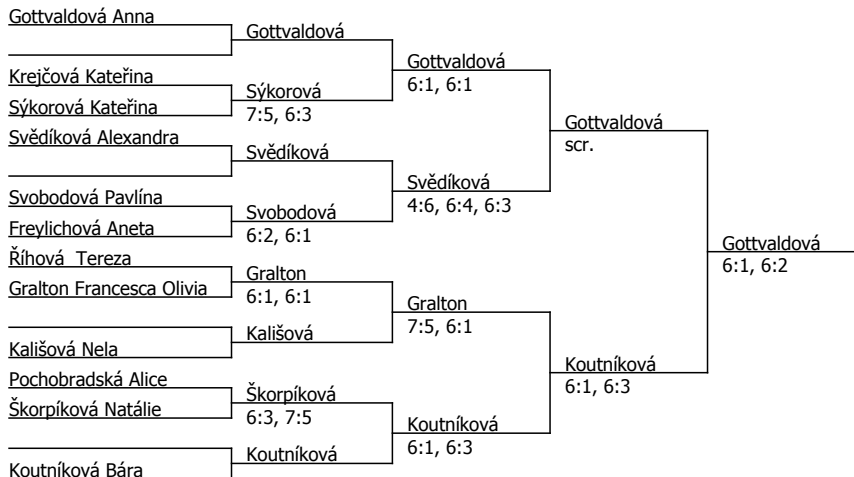 Gottvaldová Anna
Gottvaldová
Gottvaldová
6:1, 6:1
Krejčová Kateřina
Sýkorová
7:5, 6:3
Sýkorová Kateřina
Gottvaldová
scr.
Svědíková Alexandra
Svědíková
Svědíková
4:6, 6:4, 6:3
Svobodová Pavlína
Svobodová
6:2, 6:1
Freylichová Aneta
Gottvaldová
6:1, 6:2
Říhová  Tereza
Gralton
6:1, 6:1
Gralton Francesca Olivia
Gralton
7:5, 6:1
Kališová
Kališová Nela
Koutníková
6:1, 6:3
Pochobradská Alice
Škorpíková
6:3, 7:5
Škorpíková Natálie
Koutníková
6:1, 6:3
Koutníková
Koutníková Bára